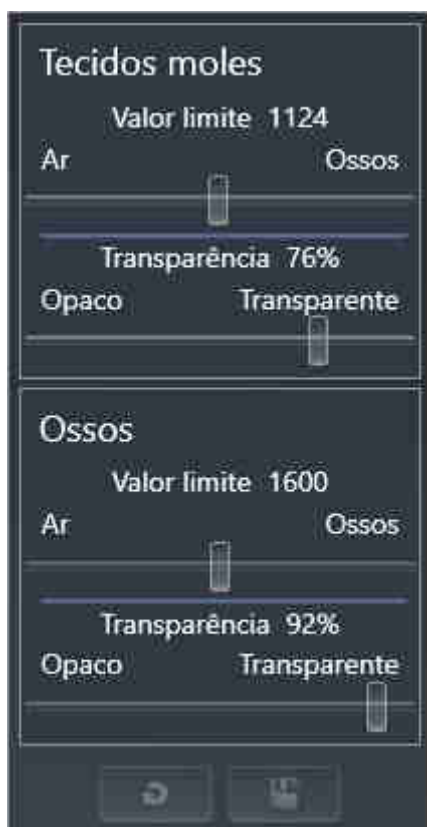 Tecidos moles
Valor limite 1124
Ar Ossos
Transparência 76%
Opaco Transparente
Ossos
Valor limite 1600
Ar Ossos
Transparência 92%
Opaco Transparente